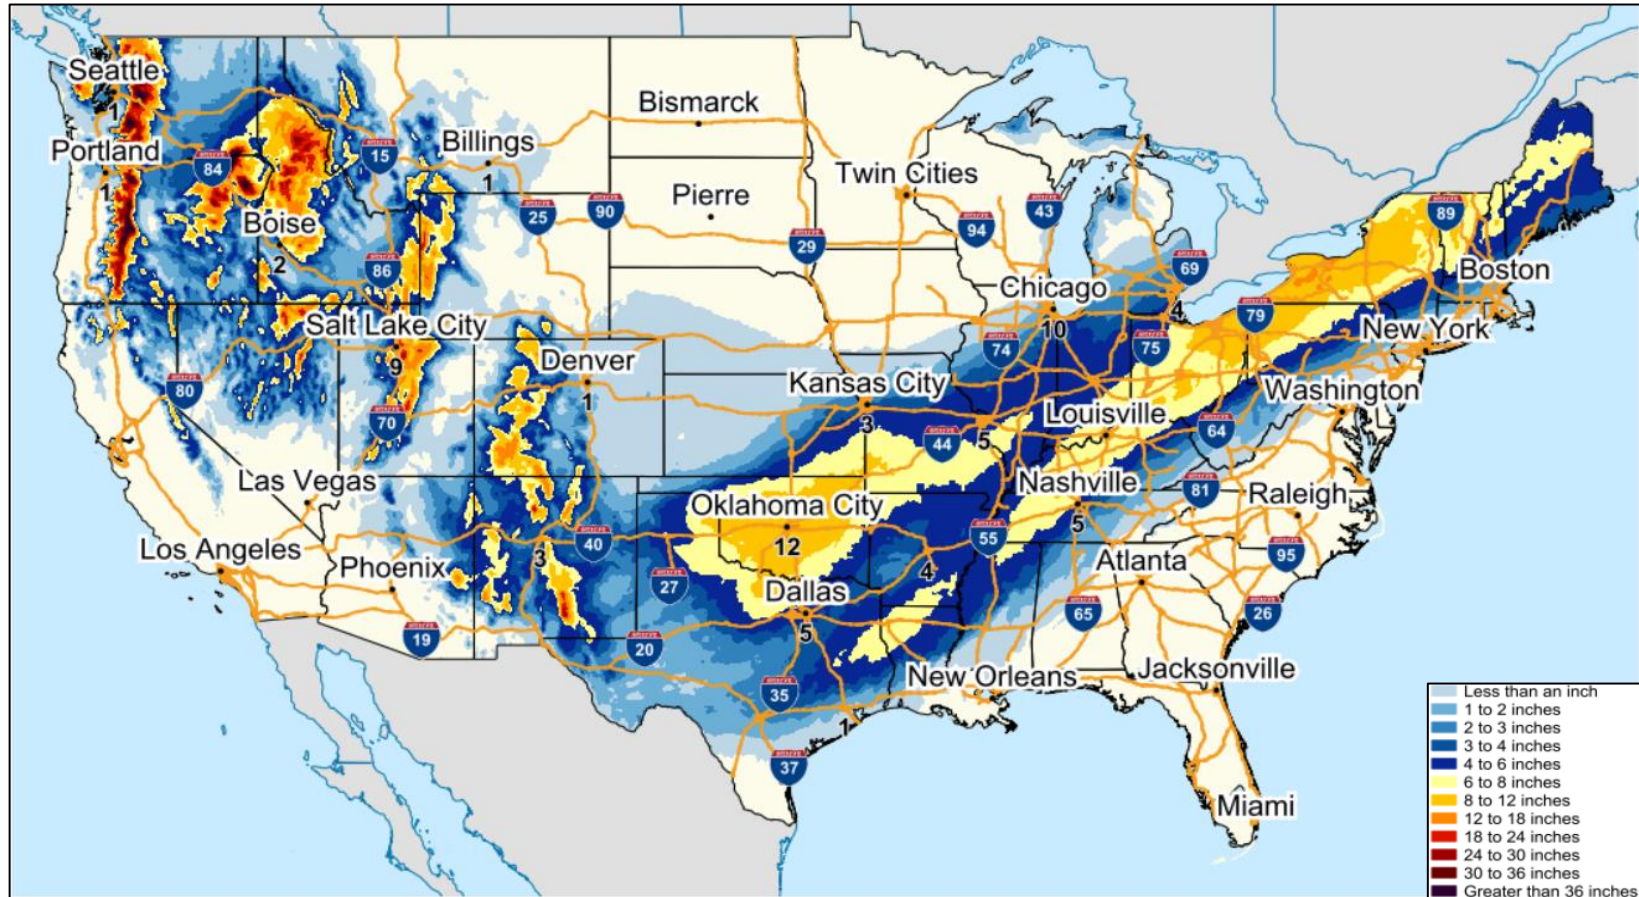 Seattle
1
Portland
1
84
15
Billings
1
Bismarck
Pierre
Twin Cities
25
90
29
94
43
69
89
Boise
2
86
Boston
Chicago
10
4
79
New York
Salt Lake City
9
80
70
Denver
1
Kansas City
3
74
75
Washington
Louisville
44
5
64
Las Vegas
Oklahoma City
12
Nashville
5
2
81
Raleigh
Los Angeles
Phoenix
3
40
27
Dallas
5
4
55
Atlanta
95
19
20
65
26
35
1
New Orleans
Jacksonville
37
Miami
Less than an inch
1 to 2 inches
2 to 3 inches
3 to 4 inches
4 to 6 inches
6 to 8 inches
8 to 12 inches
12 to 18 inches
18 to 24 inches
24 to 30 inches
30 to 36 inches
Greater than 36 inches